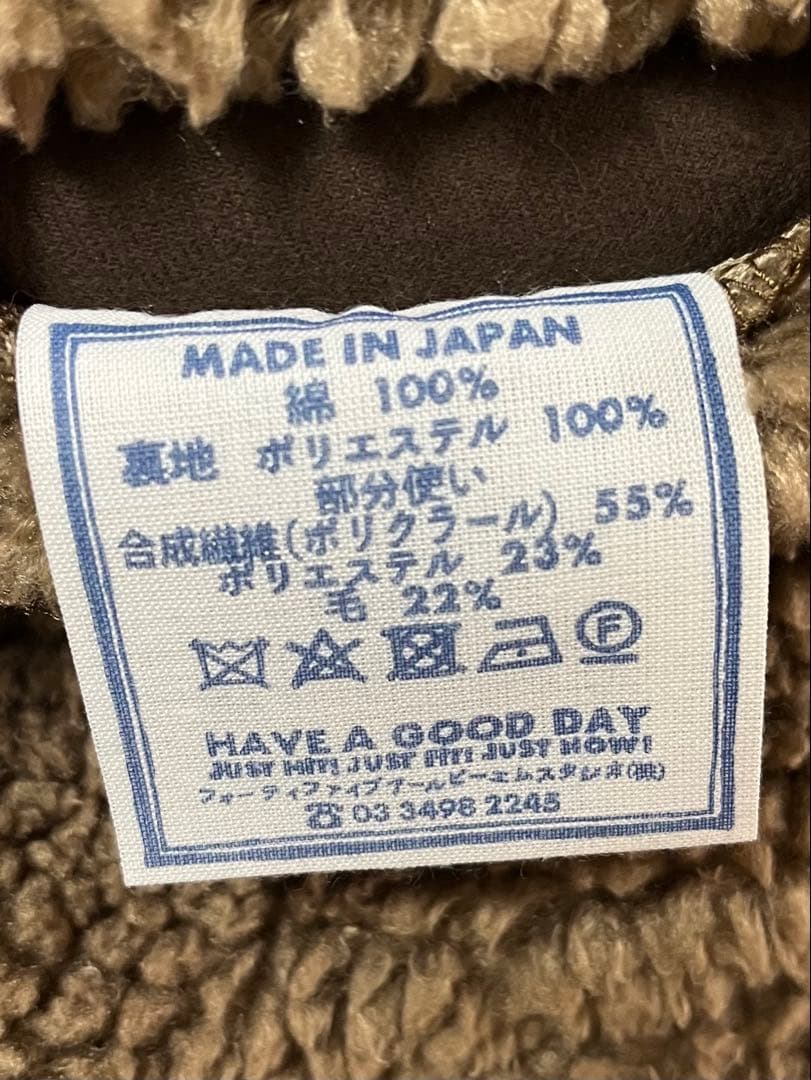 MADE IN JAPAN
綿 100%
裏地 ポリエステル 100%
部分使い
合成繊維(ポリクラール) 55%
ポリエステル 23%
毛 22%
F
HAVE A GOOD DAY
JUST HIT! JUST FIT! JUST NOW!
フォーティファイブアールピーエムスタジオ(株)
☎ 03 3498 2245